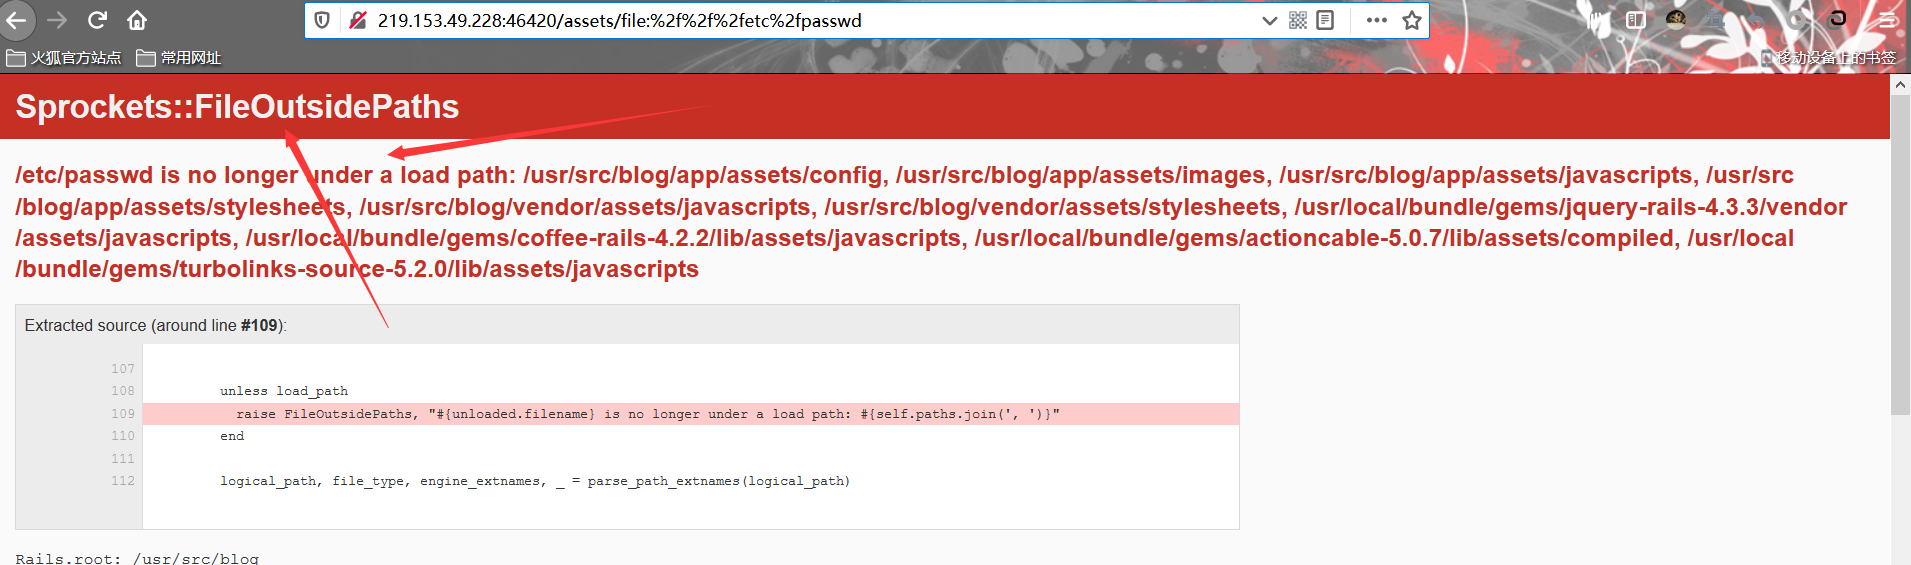 219.153.49.228:46420/assets/file:%2f%2f%2fetc%2fpasswd
火狐官方站点 常用网址 移动设备上的书签
Sprockets::FileOutsidePaths
/etc/passwd is no longer under a load path: /usr/src/blog/app/assets/config, /usr/src/blog/app/assets/images, /usr/src/blog/app/assets/javascripts, /usr/src
/blog/app/assets/stylesheets, /usr/src/blog/vendor/assets/javascripts, /usr/src/blog/vendor/assets/stylesheets, /usr/local/bundle/gems/jquery-rails-4.3.3/vendor
/assets/javascripts, /usr/local/bundle/gems/coffee-rails-4.2.2/lib/assets/javascripts, /usr/local/bundle/gems/actioncable-5.0.7/lib/assets/compiled, /usr/local
/bundle/gems/turbolinks-source-5.2.0/lib/assets/javascripts
Extracted source (around line #109):
107
108 unless load_path
109 raise FileOutsidePaths, "#{unloaded.filename} is no longer under a load path: #{self.paths.join(', ')}"
110 end
111
112 logical_path, file_type, engine_extnames, _ = parse_path_extnames(logical_path)
Rails.root: /usr/src/blog